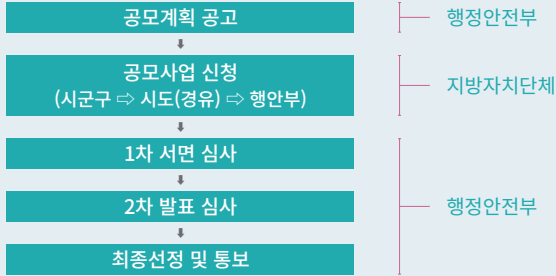 공모계획 공고
행정안전부
공모사업 신청
(시군구 ⇨ 시도(경유) ⇨ 행안부)
지방자치단체
1차 서면 심사
2차 발표 심사
행정안전부
최종선정 및 통보